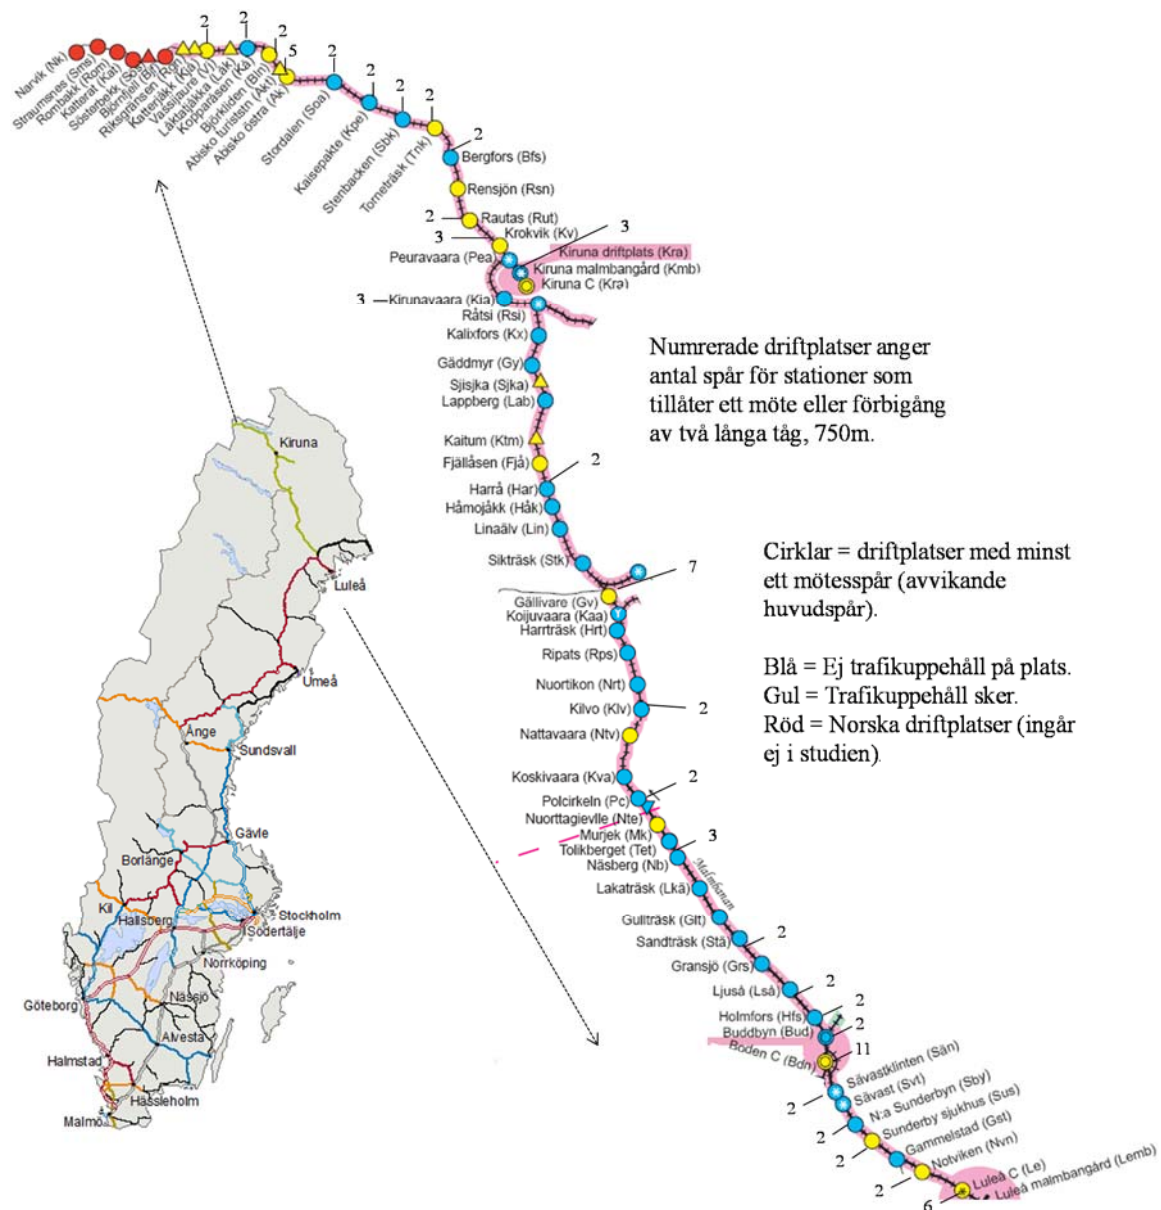 2
2
2
5
2
2
2
2
2
Narvik (Nk)
Straumsnes (Sms)
Rombakk (Rom)
Katterat (Kat)
Sösterbekk (Sös
Björnfjell (Bjf
Riksgränsen (Rgn
Katterjåkk (Kjå
Vassijaure (V)
Låktatjåkka (Låk)
Kopparåsen (Kå)
Björkliden (Bln)
Abisko turiststn (Akt)
Abisko östra (Ak)
Stordalen (Soa)
Kaisepakte (Kpe)
Stenbacken (Sbk)
Torneträsk (Tnk)
Bergfors (Bfs)
Rensjön (Rsn)
2
Rautas (Rut)
3
Krokvik (Kv)
3
Peuravaara (Pea)
Kiruna driftplats (Kra)
Kiruna malmbangård (Kmb)
Kiruna C (Kra)
3
Kirunavaara (Kia)
Råtsi (Rsi)
Kalixfors (Kx)
Gäddmyr (Gy)
Sjisjka (Sjka)
Lappberg (Lab)
Kaitum (Ktm)
Fjällåsen (Fjå)
2
Harrå (Har)
Håmojåkk (Håk)
Linaälv (Lin)
Sikträsk (Stk)
7
Gällivare (Gv)
Koijuvaara (Kaa)
Harrträsk (Hrt)
Ripats (Rps)
Nuortikon (Nrt)
Kilvo (Klv)
2
Nattavaara (Ntv)
Koskivaara (Kva)
2
Polcirkeln (Pc)
Nuorttagievlle (Nte)
Murjek (Mk)
Tolikberget (Tet)
3
Näsberg (Nb)
Malmbanan
Lakaträsk (Lkä)
Gullträsk (Glt)
Sandträsk (Stä)
2
Gransjö (Grs)
Ljuså (Lså)
2
Holmfors (Hfs)
2
Buddbyn (Bud)
2
Boden C (Bdn)
11
Sävastklinten (Sän)
Sävast (Svt)
2
N:a Sunderbyn (Sby)
2
Sunderby sjukhus (Sus)
2
Gammelstad (Gst)
Notviken (Nvn)
2
Luleå C (Le)
6
Luleå malmbangård (Lemb)
Numrerade driftplatser anger
antal spår för stationer som
tillåter ett möte eller förbigång
av två långa tåg, 750m.
Cirklar = driftplatser med minst
ett mötesspår (avvikande
huvudspår).
Blå = Ej trafikuppehåll på plats.
Gul = Trafikuppehåll sker.
Röd = Norska driftplatser (ingår
ej i studien)
Kiruna
Luleå
Umeå
Ånge
Sundsvall
Gävle
Borlänge
Kil
Hallsberg
Stockholm
Södertälje
Norrköping
Göteborg
Nässjö
Alvesta
Halmstad
Hässleholm
Malmö